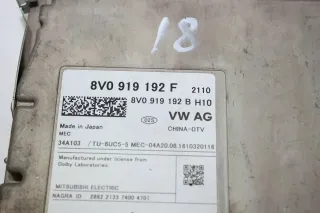 18
8V0 919 192 F 2110
8V0 919 192 B H10
Made in Japan
VW AG
MEC
CHINA-DTV
34A103 /TU-6UC5-5 MEC-04A20.06.1610320116
Manufactured under license from
Dolby Laboratories
MITSUBISHI ELECTRIC
NAGRA ID